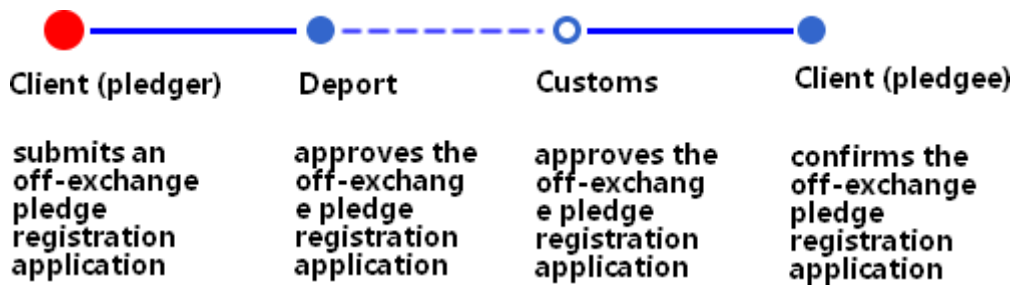 Client (pledger)
Deport
Customs
Client (pledgee)
submits an
off-exchange
pledge
registration
application
approves the
off-exchang
e pledge
registration
application
approves the
off-exchang
e pledge
registration
application
confirms the
off-exchange
pledge
registration
application